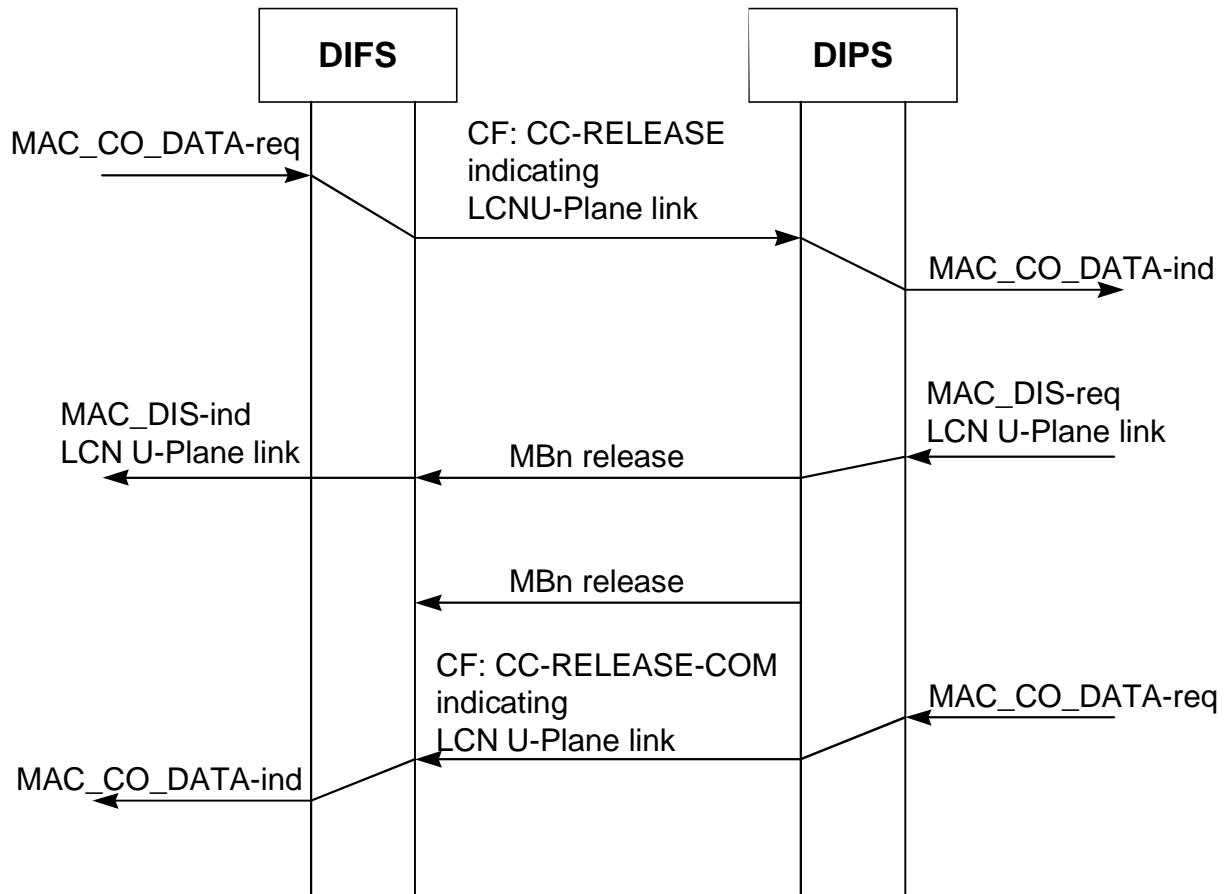 DIFS
DIPS
MAC_CO_DATA-req
CF: CC-RELEASE
indicating
LCNU-Plane link
MAC_CO_DATA-ind
MAC_DIS-ind
LCN U-Plane link
MBn release
MAC_DIS-req
LCN U-Plane link
MBn release
CF: CC-RELEASE-COM
indicating
LCN U-Plane link
MAC_CO_DATA-req
MAC_CO_DATA-ind